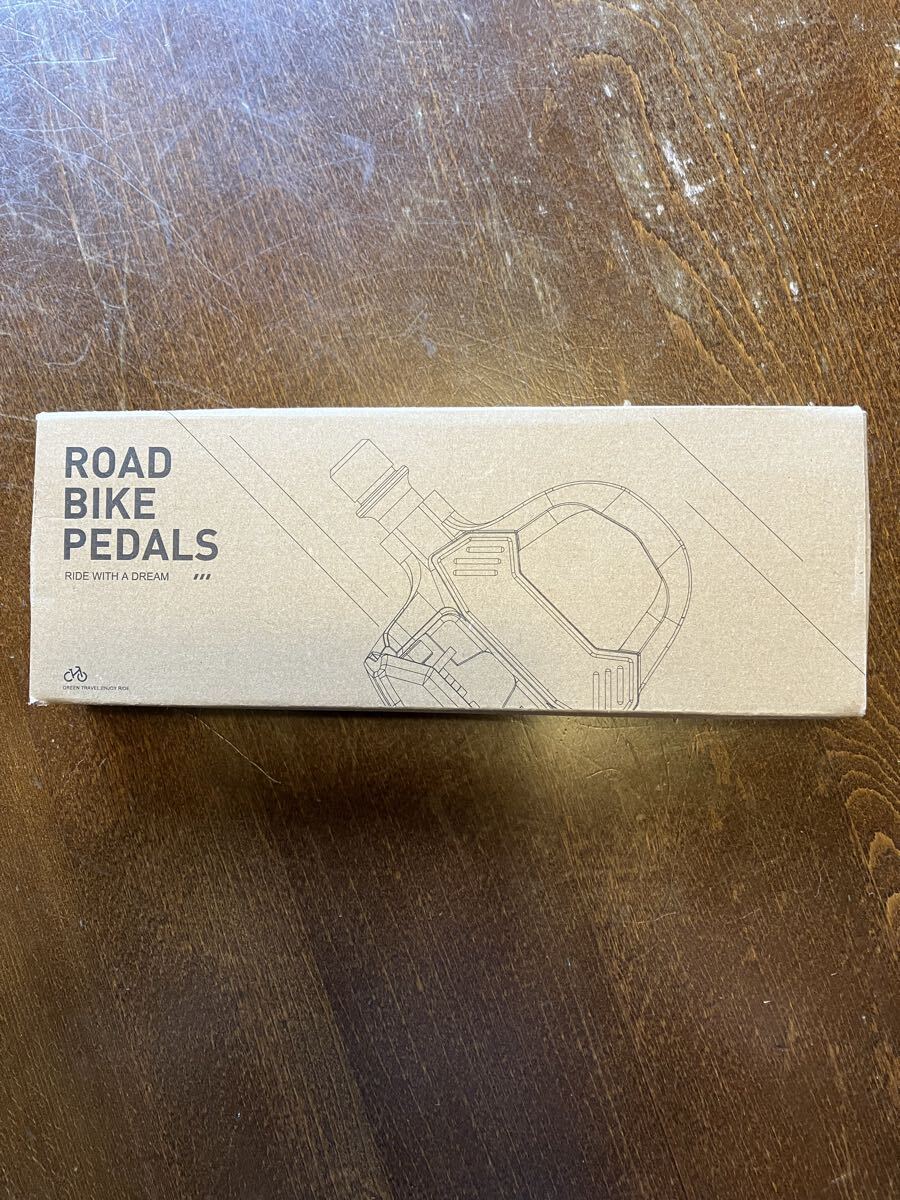 ROAD
BIKE
PEDALS
RIDE WITH A DREAM
GREEN TRAVEL,ENJOY RIDE